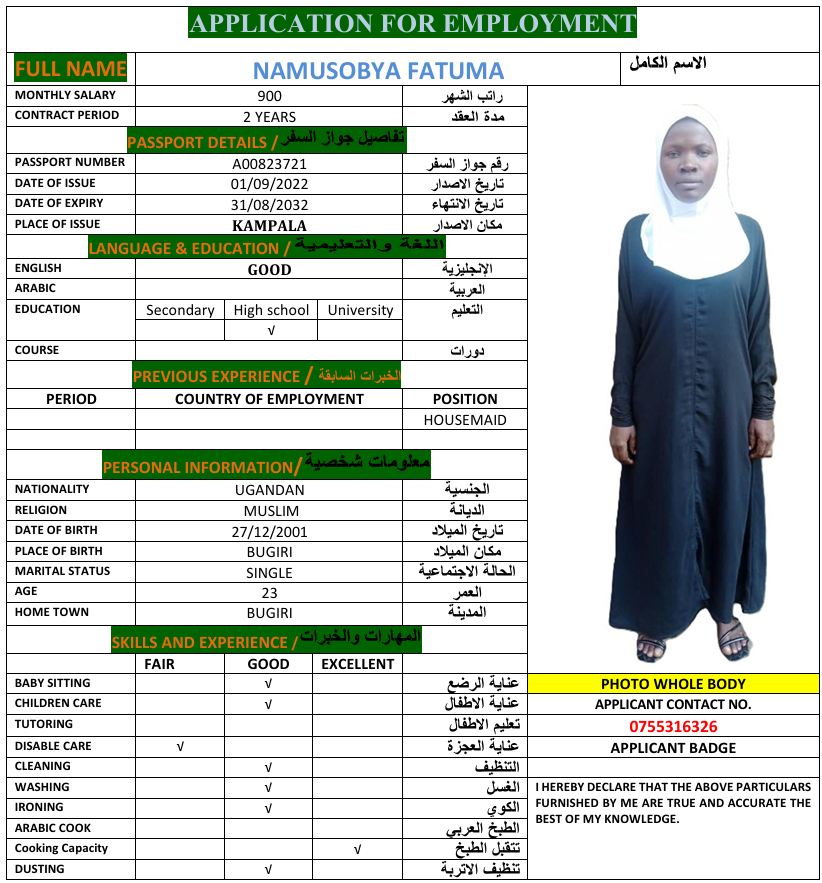 APPLICATION FOR EMPLOYMENT
FULL NAME NAMUSOBYA FATUMA الاسم الكامل
MONTHLY SALARY 900 راتب الشهر
CONTRACT PERIOD 2 YEARS مدة العقد
PASSPORT DETAILS / تفاصيل جواز السفر
PASSPORT NUMBER A00823721 رقم جواز السفر
DATE OF ISSUE 01/09/2022 تاريخ الاصدار
DATE OF EXPIRY 31/08/2032 تاريخ الانتهاء
PLACE OF ISSUE KAMPALA مكان الاصدار
LANGUAGE & EDUCATION / اللغة والتعليمية
ENGLISH GOOD الإنجليزية
ARABIC العربية
EDUCATION Secondary High school University التعليم
√
COURSE دورات
PREVIOUS EXPERIENCE / الخبرات السابقة
PERIOD COUNTRY OF EMPLOYMENT POSITION
HOUSEMAID
PERSONAL INFORMATION/ معلومات شخصية
NATIONALITY UGANDAN الجنسية
RELIGION MUSLIM الديانة
DATE OF BIRTH 27/12/2001 تاريخ الميلاد
PLACE OF BIRTH BUGIRI مكان الميلاد
MARITAL STATUS SINGLE الحالة الاجتماعية
AGE 23 العمر
HOME TOWN BUGIRI المدينة
SKILLS AND EXPERIENCE / المهارات والخبرات
FAIR GOOD EXCELLENT
BABY SITTING √ عناية الرضع
CHILDREN CARE √ عناية الاطفال
TUTORING تعليم الاطفال
DISABLE CARE √ عناية العجزة
CLEANING √ التنظيف
WASHING √ الغسل
IRONING √ الكوي
ARABIC COOK الطبخ العربي
Cooking Capacity √ تتقبل الطبخ
DUSTING √ تنظيف الاتربة
PHOTO WHOLE BODY
APPLICANT CONTACT NO.
0755316326
APPLICANT BADGE
I HEREBY DECLARE THAT THE ABOVE PARTICULARS
FURNISHED BY ME ARE TRUE AND ACCURATE THE
BEST OF MY KNOWLEDGE.